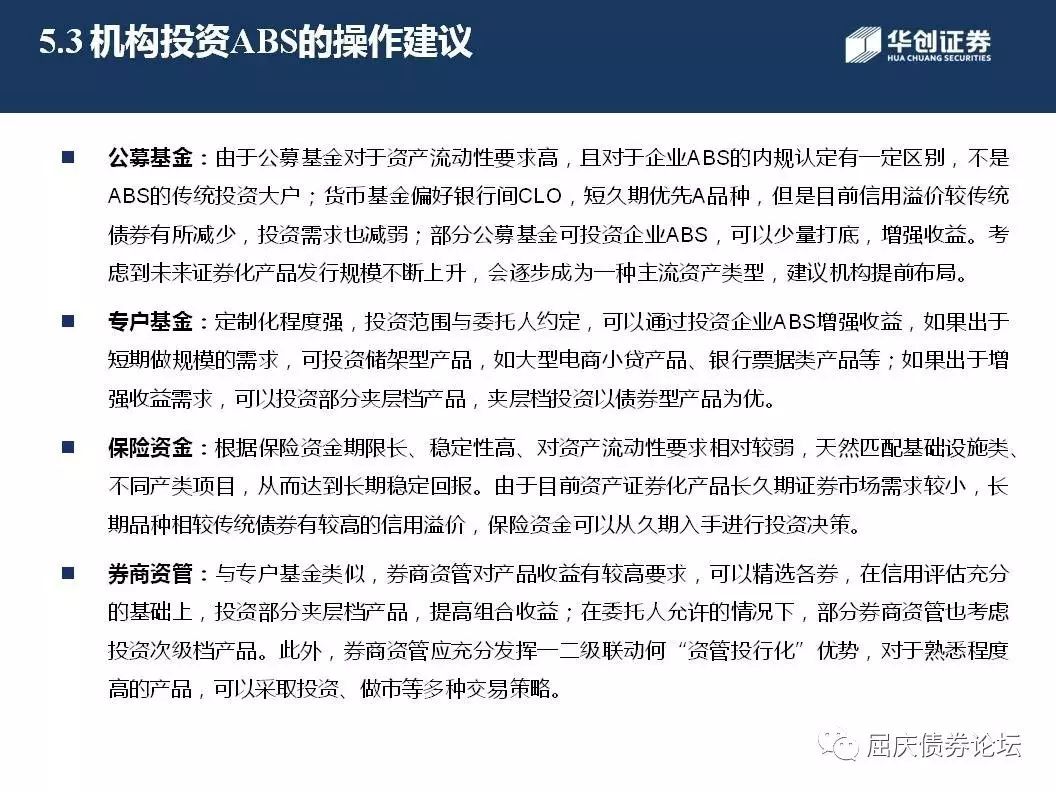 5.3 机构投资ABS的操作建议
华创证券
HUA CHUANG SECURITIES
■ 公募基金：由于公募基金对于资产流动性要求高，且对于企业ABS的内规认定有一定区别，不是
ABS的传统投资大户；货币基金偏好银行间CLO，短久期优先A品种，但是目前信用溢价较传统
债券有所减少，投资需求也减弱；部分公募基金可投资企业ABS，可以少量打底，增强收益。考
虑到未来证券化产品发行规模不断上升，会逐步成为一种主流资产类型，建议机构提前布局。
■ 专户基金：定制化程度强，投资范围与委托人约定，可以通过投资企业ABS增强收益，如果出于
短期做规模的需求，可投资储架型产品，如大型电商小贷产品、银行票据类产品等；如果出于增
强收益需求，可以投资部分夹层档产品，夹层档投资以债券型产品为优。
■ 保险资金：根据保险资金期限长、稳定性高、对资产流动性要求相对较弱，天然匹配基础设施类、
不同产类项目，从而达到长期稳定回报。由于目前资产证券化产品长久期证券市场需求较小，长
期品种相较传统债券有较高的信用溢价，保险资金可以从久期入手进行投资决策。
■ 券商资管：与专户基金类似，券商资管对产品收益有较高要求，可以精选各券，在信用评估充分
的基础上，投资部分夹层档产品，提高组合收益；在委托人允许的情况下，部分券商资管也考虑
投资次级档产品。此外，券商资管应充分发挥一二级联动何“资管投行化”优势，对于熟悉程度
高的产品，可以采取投资、做市等多种交易策略。
屈庆债券论坛